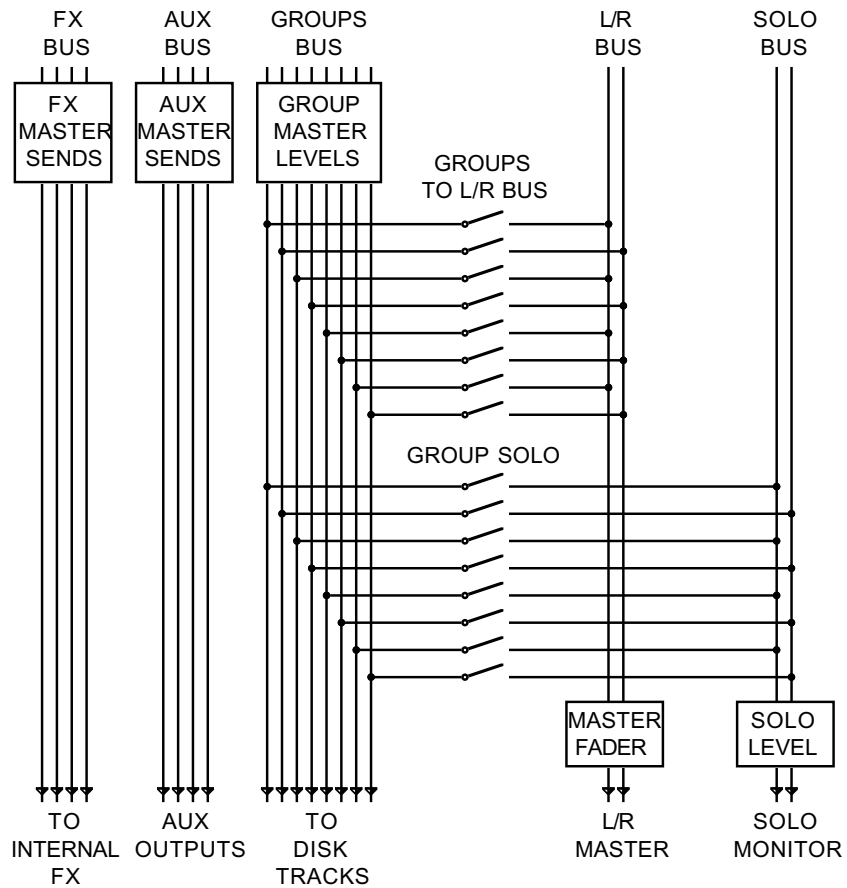 FX
BUS
AUX
BUS
GROUPS
BUS
L/R
BUS
SOLO
BUS
FX
MASTER
SENDS
AUX
MASTER
SENDS
GROUP
MASTER
LEVELS
GROUPS
TO L/R BUS
GROUP SOLO
MASTER
FADER
SOLO
LEVEL
TO
INTERNAL
FX
AUX
OUTPUTS
TO
DISK
TRACKS
L/R
MASTER
SOLO
MONITOR